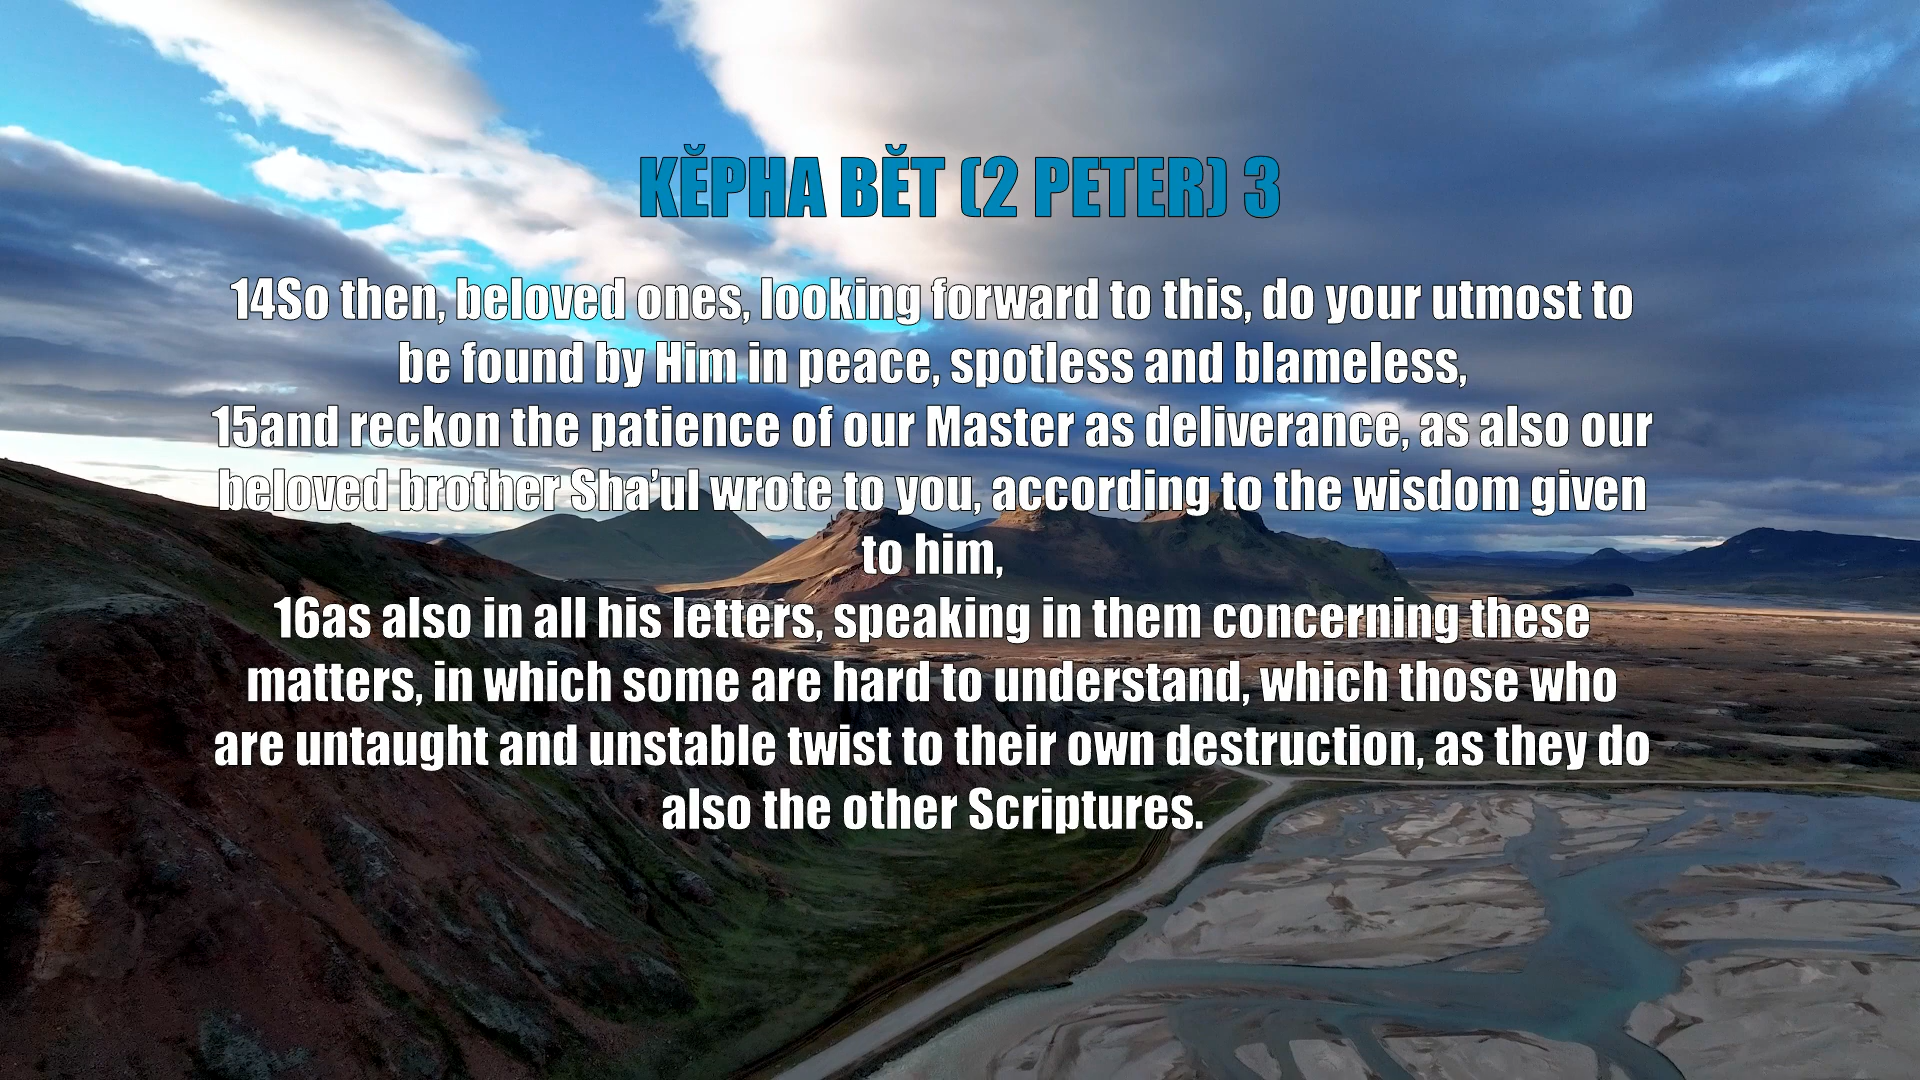 KĔPHA BĔT (2 PETER) 3
14So then, beloved ones, looking forward to this, do your utmost to
be found by Him in peace, spotless and blameless,
15and reckon the patience of our Master as deliverance, as also our
beloved brother Sha’ul wrote to you, according to the wisdom given
to him,
16as also in all his letters, speaking in them concerning these
matters, in which some are hard to understand, which those who
are untaught and unstable twist to their own destruction, as they do
also the other Scriptures.